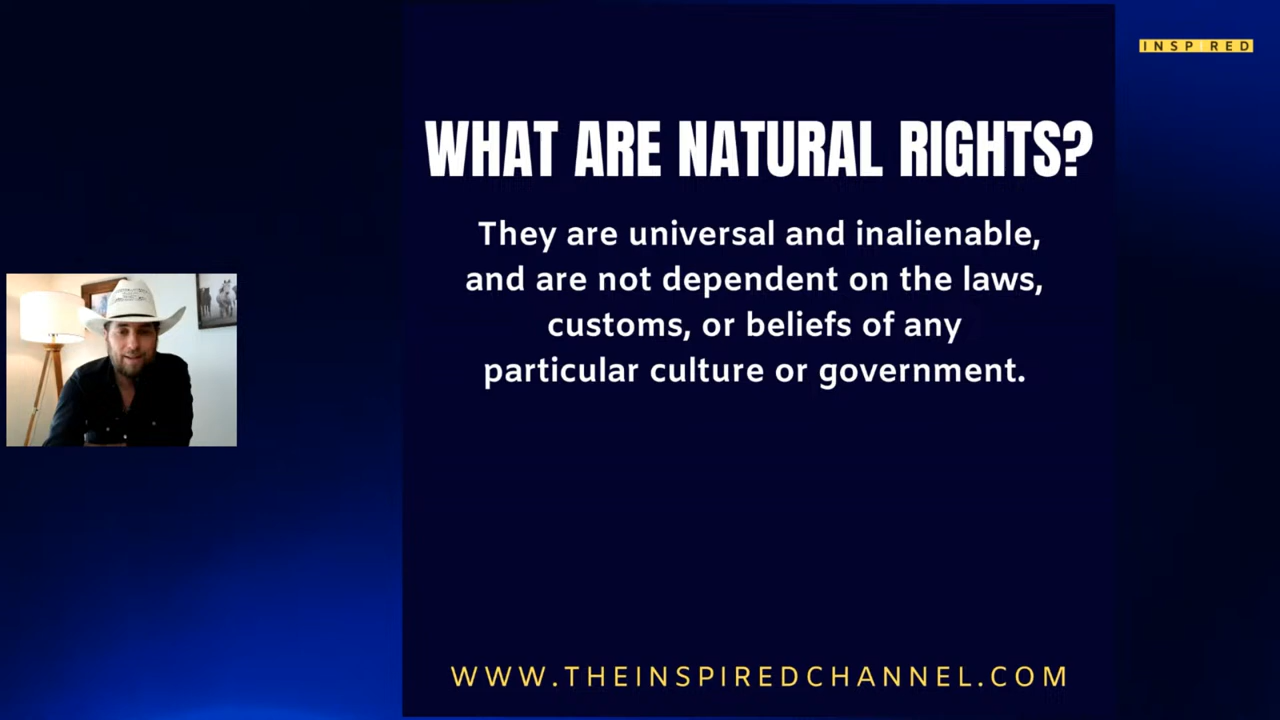 INSPIRED
WHAT ARE NATURAL RIGHTS?
They are universal and inalienable,
and are not dependent on the laws,
customs, or beliefs of any
particular culture or government.
WWW.THEINSPIREDCHANNEL.COM